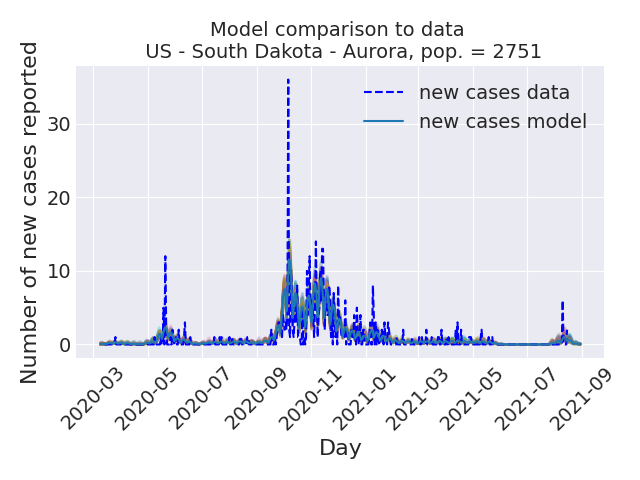 Model comparison to data
US - South Dakota - Aurora, pop. = 2751
Number of new cases reported
new cases data
new cases model
30
20
10
0
2020-03
2020-05
2020-07
2020-09
2020-11
2021-01
2021-03
2021-05
2021-07
2021-09
Day